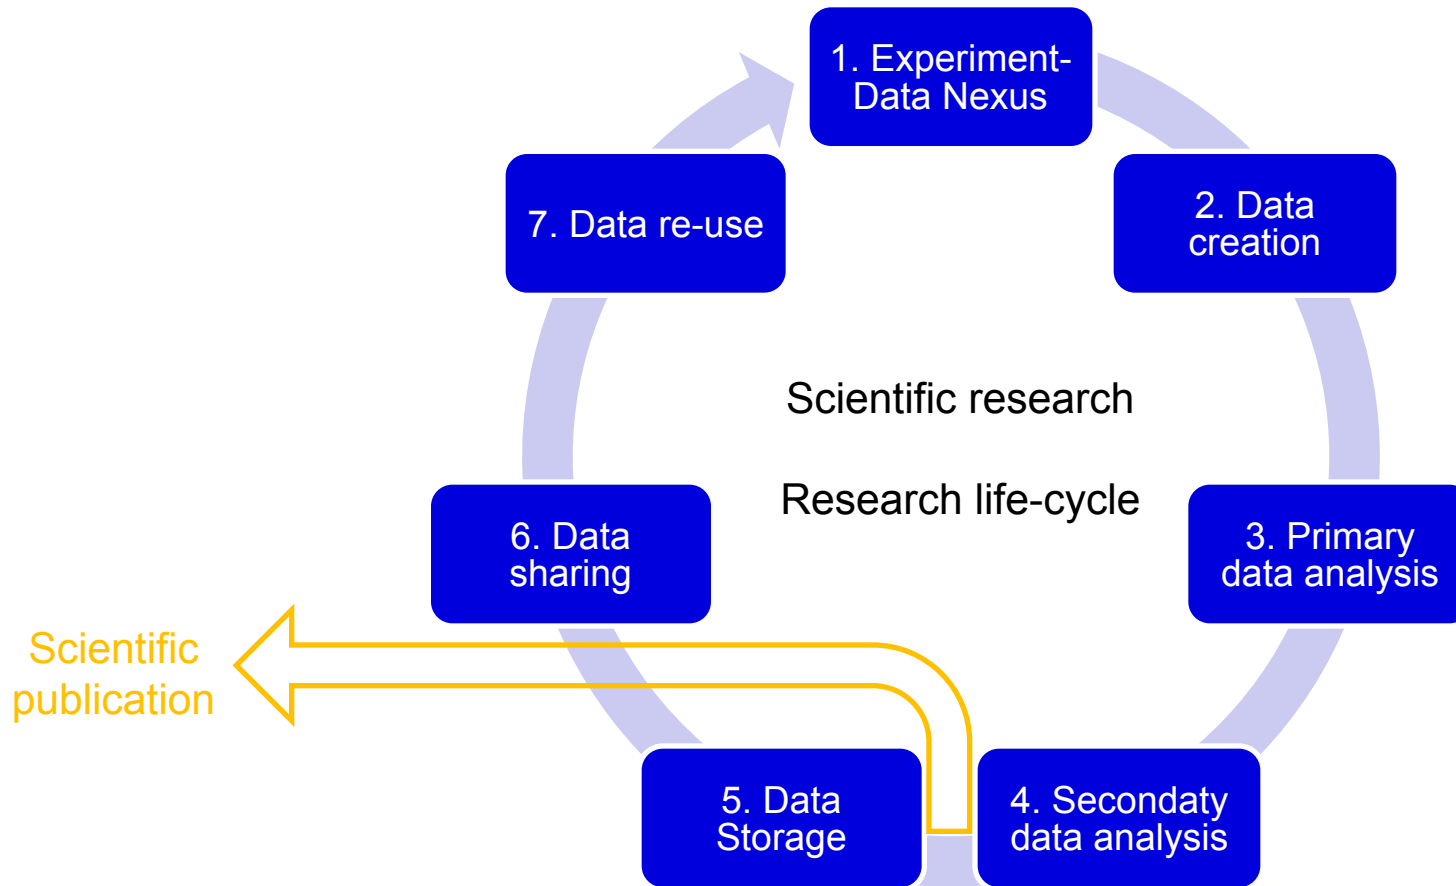 1. Experiment-
Data Nexus
2. Data
creation
3. Primary
data analysis
4. Secondaty
data analysis
5. Data
Storage
6. Data
sharing
7. Data re-use
Scientific research
Research life-cycle
Scientific
publication